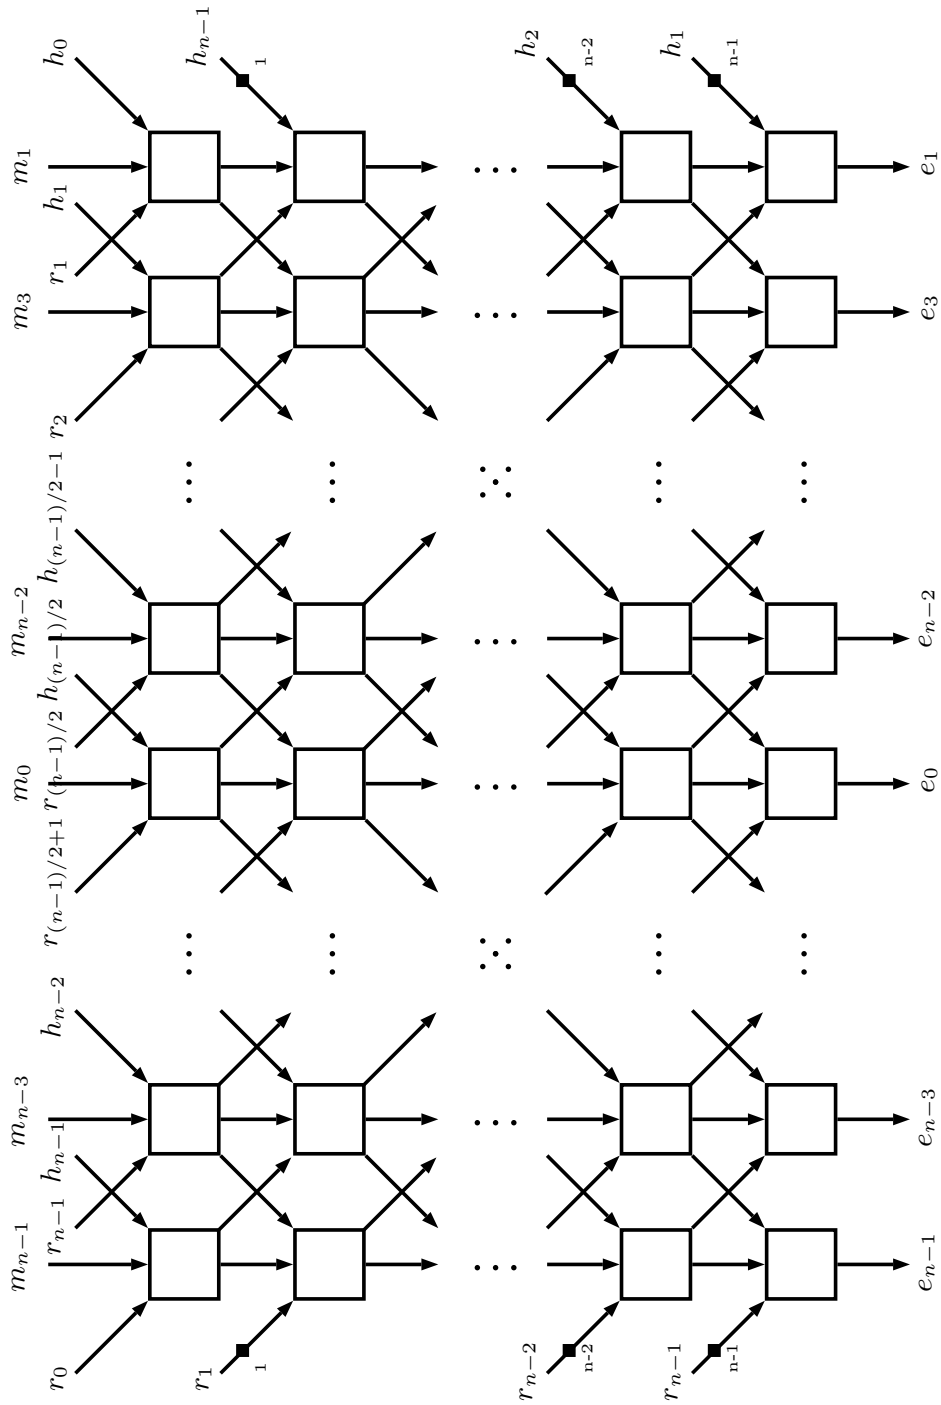 m_{n−1} m_{n−3} m_0 m_{n−2} m_3 m_1
r_0 r_{n−1} h_{n−1} h_{n−2} r_{(n−1)/2+1} r_{(n−1)/2} h_{(n−1)/2} h_{(n−1)/2−1} r_2 r_1 h_1 h_0
r_1 h_{n−1}
1 1
r_{n−2} h_2
n-2 n-2
r_{n−1} h_1
n-1 n-1
e_{n−1} e_{n−3} e_0 e_{n−2} e_3 e_1